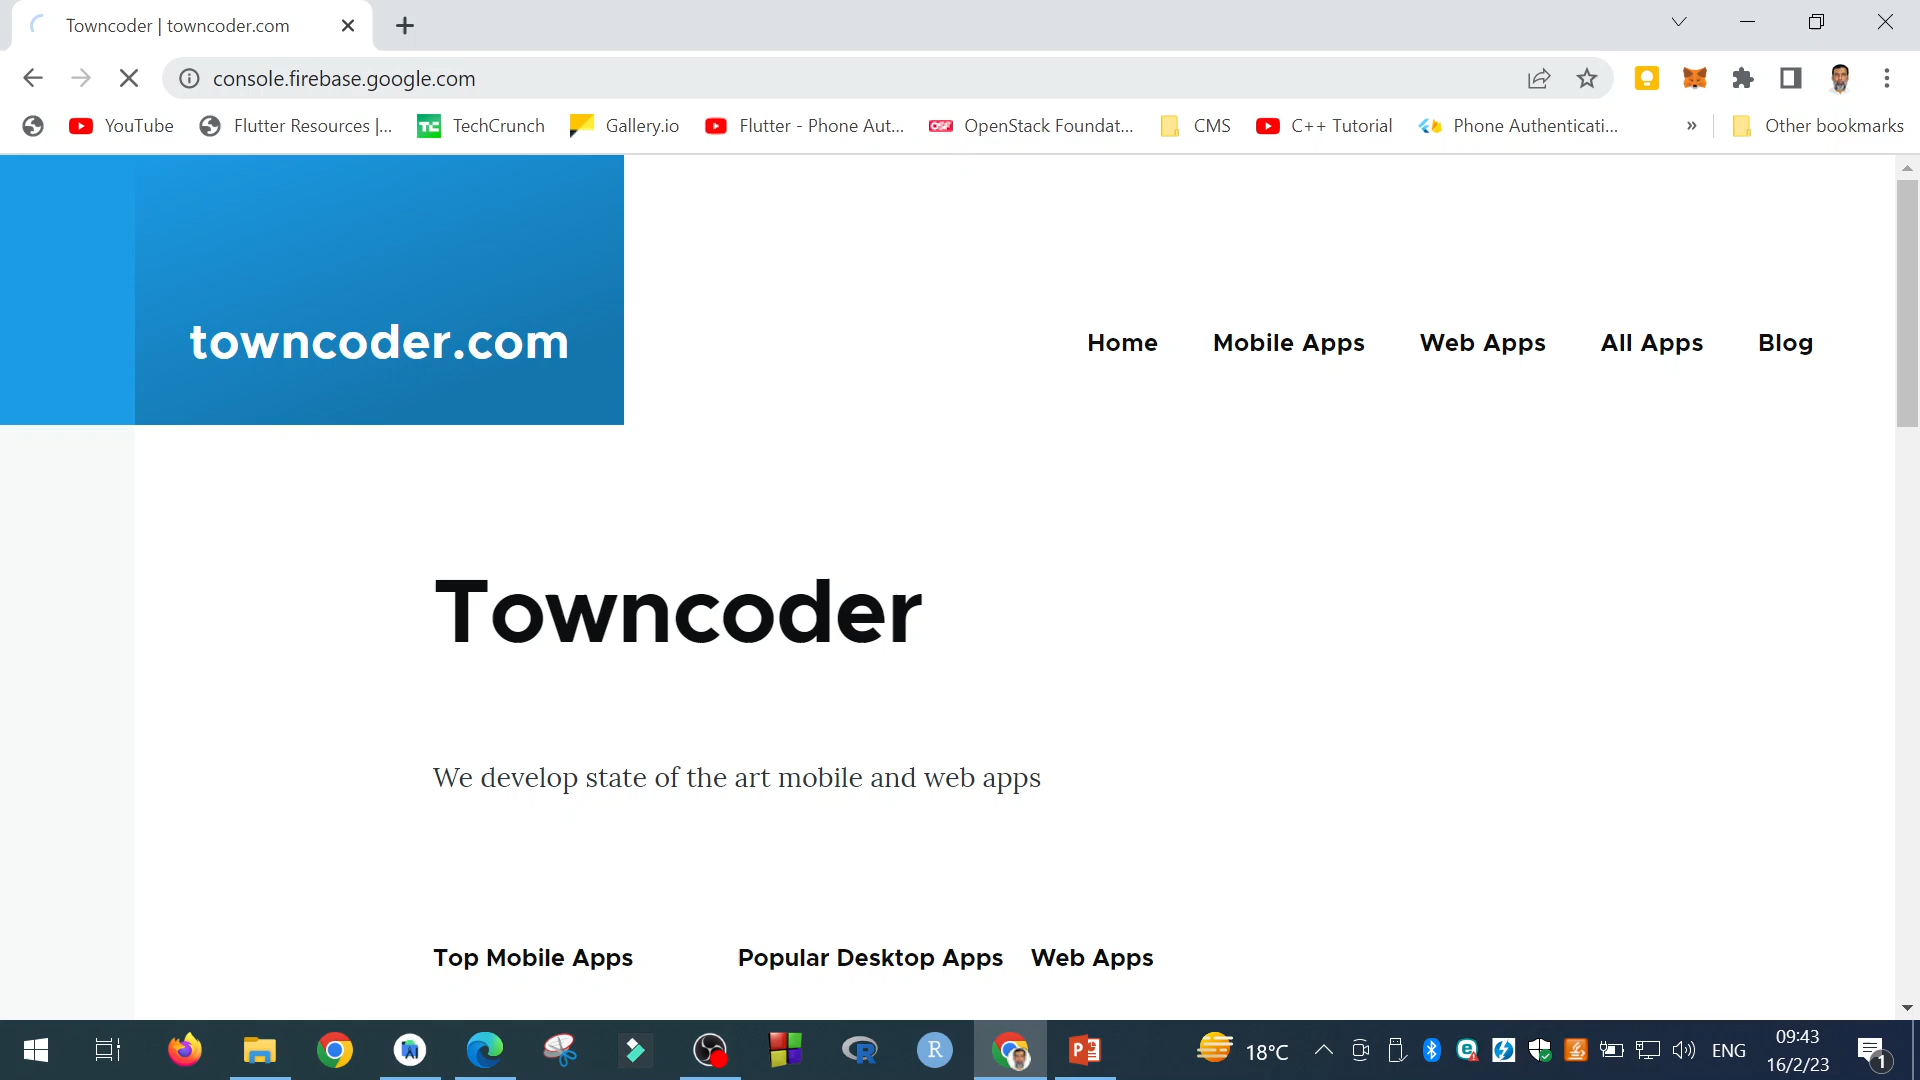 Towncoder | towncoder.com
console.firebase.google.com
YouTube
Flutter Resources |...
TechCrunch
Gallery.io
Flutter - Phone Aut...
OpenStack Foundat...
CMS
C++ Tutorial
Phone Authenticati...
»
Other bookmarks
towncoder.com
Home
Mobile Apps
Web Apps
All Apps
Blog
Towncoder
We develop state of the art mobile and web apps
Top Mobile Apps
Popular Desktop Apps
Web Apps
18°C
ENG
09:43
16/2/23
1